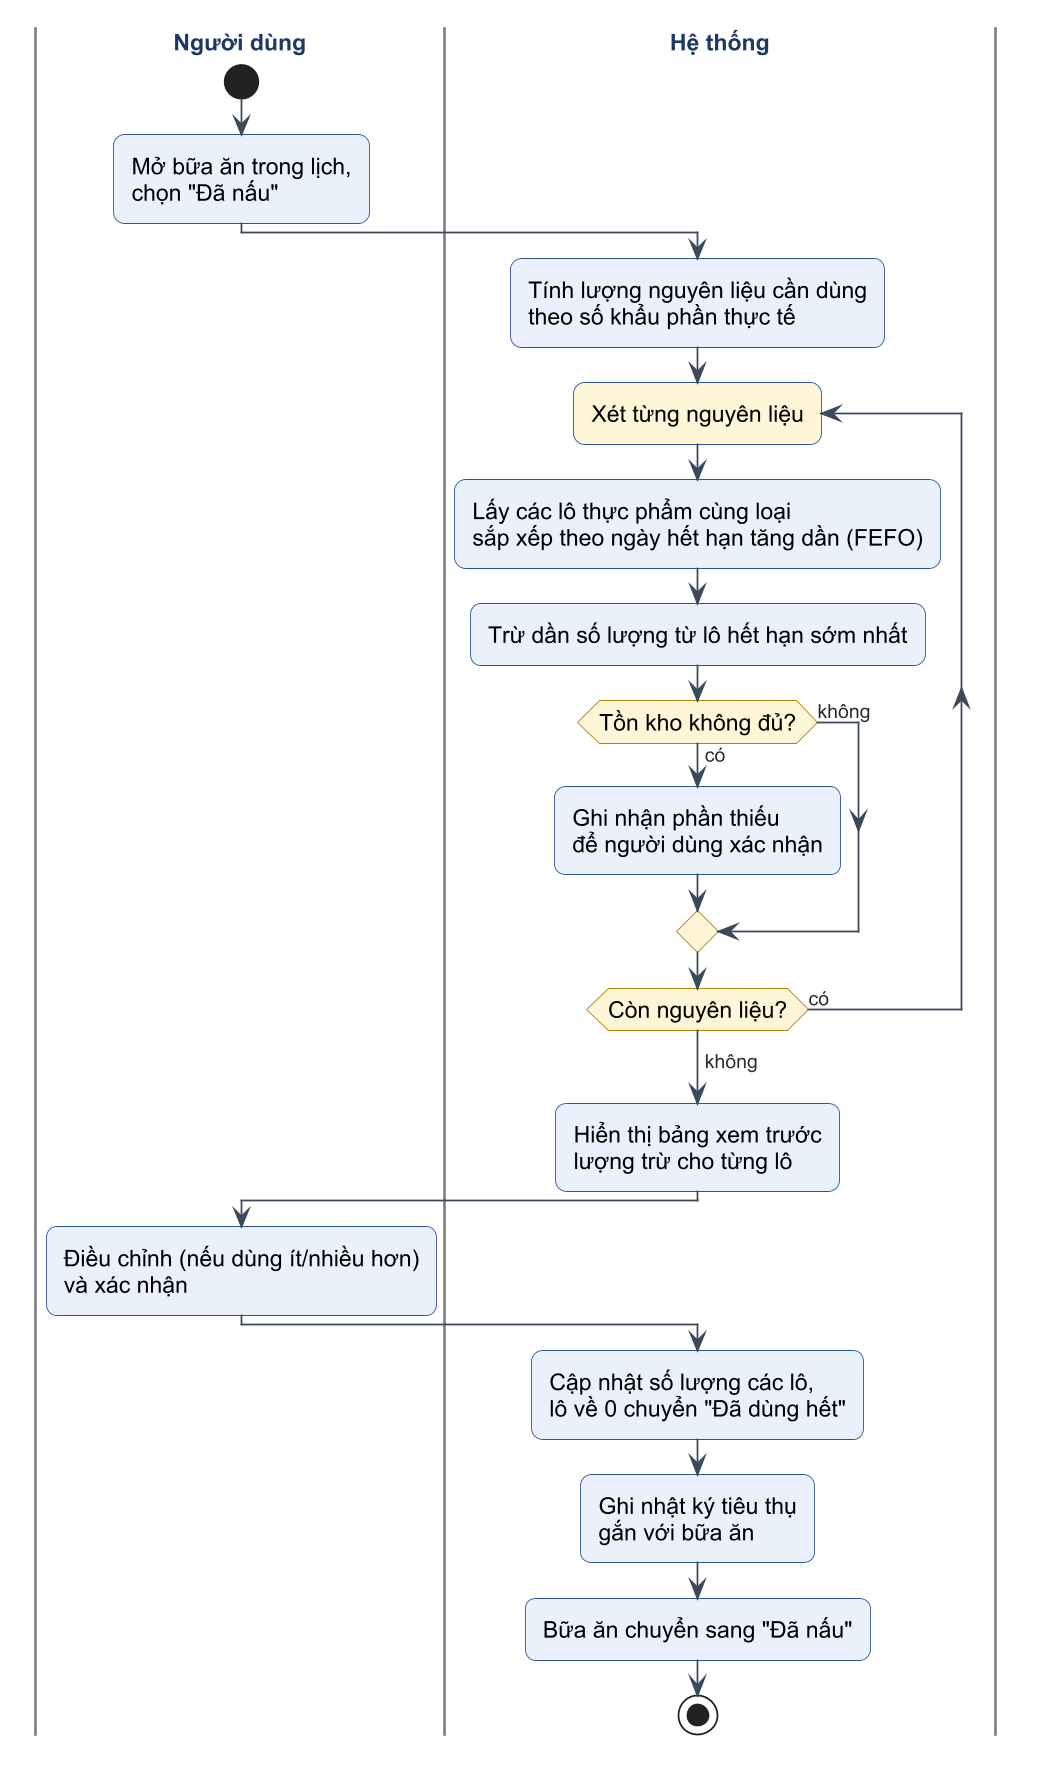 Người dùng
Hệ thống
Mở bữa ăn trong lịch,
chọn "Đã nấu"
Tính lượng nguyên liệu cần dùng
theo số khẩu phần thực tế
Xét từng nguyên liệu
Lấy các lô thực phẩm cùng loại
sắp xếp theo ngày hết hạn tăng dần (FEFO)
Trừ dần số lượng từ lô hết hạn sớm nhất
Tồn kho không đủ?
không
có
Ghi nhận phần thiếu
để người dùng xác nhận
Còn nguyên liệu?
có
không
Hiển thị bảng xem trước
lượng trừ cho từng lô
Điều chỉnh (nếu dùng ít/nhiều hơn)
và xác nhận
Cập nhật số lượng các lô,
lô về 0 chuyển "Đã dùng hết"
Ghi nhật ký tiêu thụ
gắn với bữa ăn
Bữa ăn chuyển sang "Đã nấu"